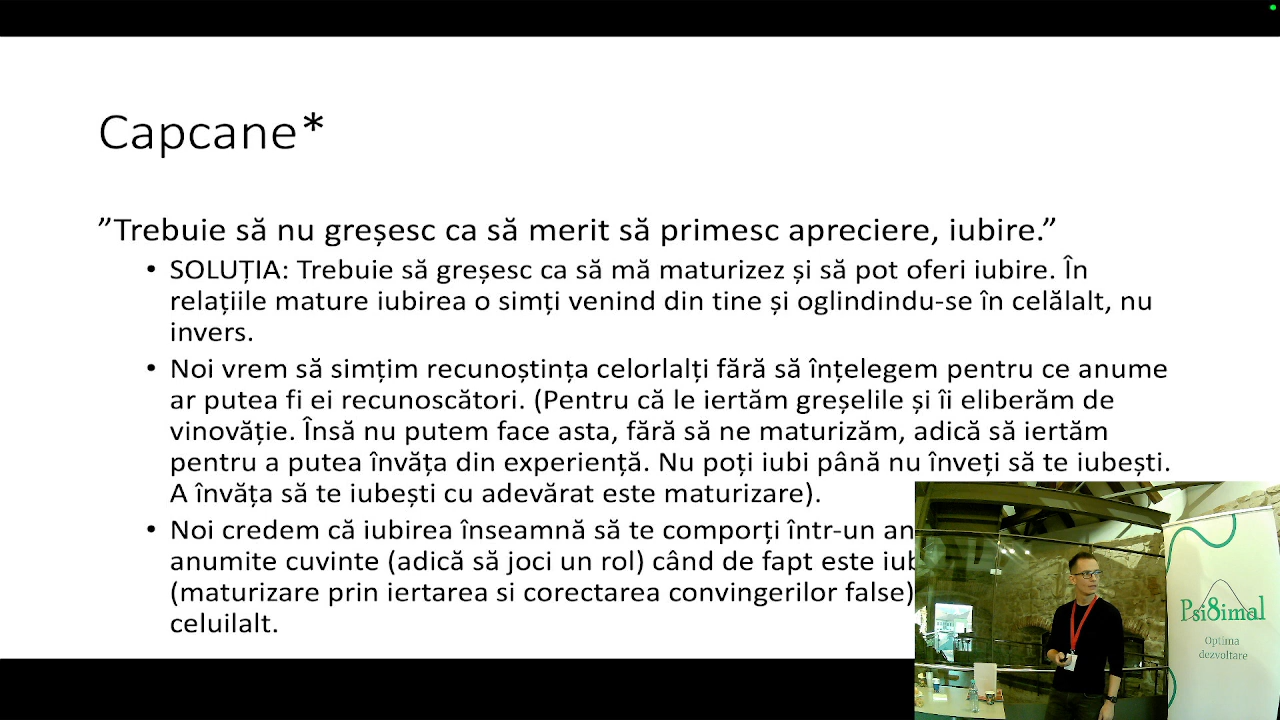 Capcane*
”Trebuie să nu greșesc ca să merit să primesc apreciere, iubire.”
• SOLUȚIA: Trebuie să greșesc ca să mă maturizez și să pot oferi iubire. În
relațiile mature iubirea o simți venind din tine și oglindindu-se în celălalt, nu
invers.
• Noi vrem să simțim recunoștința celorlalți fără să înțelegem pentru ce anume
ar putea fi ei recunoscători. (Pentru că le iertăm greșelile și îi eliberăm de
vinovăție. Însă nu putem face asta, fără să ne maturizăm, adică să iertăm
pentru a putea învăța din experiență. Nu poți iubi până nu înveți să te iubești.
A învăța să te iubești cu adevărat este maturizare).
• Noi credem că iubirea înseamnă să te comporți într-un
anumite cuvinte (adică să joci un rol) când de fapt este
(maturizare prin iertarea si corectarea convingerilor false)
celuilalt.
Psi8imal
Optima
dezvoltare